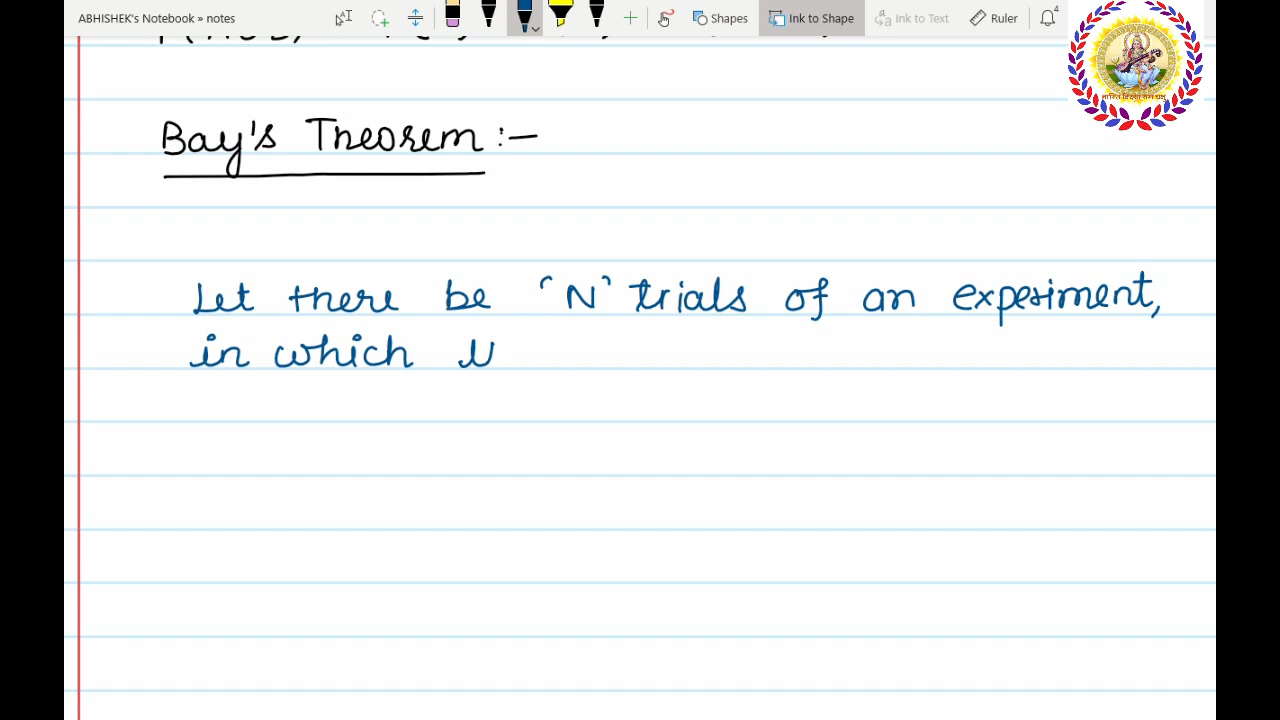 ABHISHEK's Notebook » notes
Shapes
Ink to Shape
Ink to Text
Ruler
4
Bay's Theorem :-
Let there be 'N' trials of an experiment,
in which N